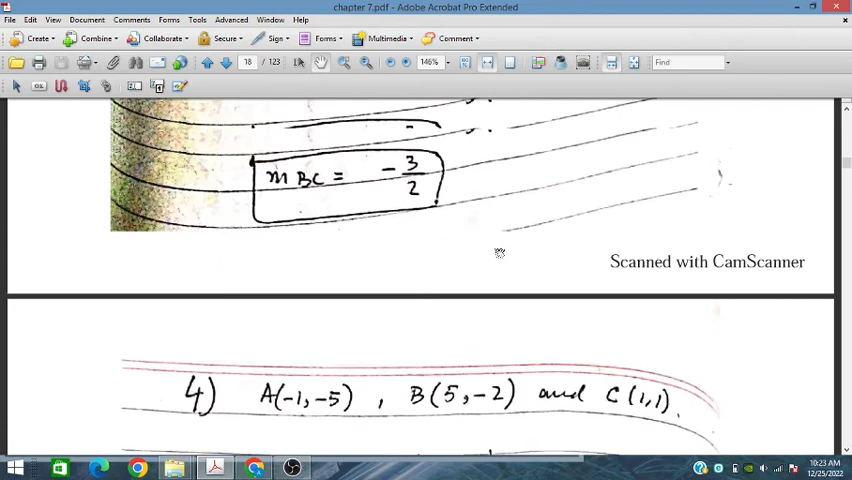 chapter 7.pdf - Adobe Acrobat Pro Extended
File Edit View Document Comments Forms Tools Advanced Window Help
Create Combine Collaborate Secure Sign Forms Multimedia Comment
18 / 123 146% Find
m BC = -3/2
Scanned with CamScanner
4) A(-1,-5) , B(5,-2) and C(1,1).
10:23 AM
12/25/2022